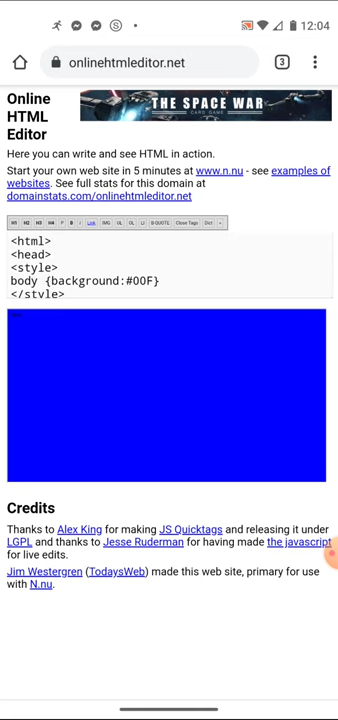 12:04
onlinehtmleditor.net
3
Online
HTML
Editor
THE SPACE WAR
CARD GAME
Here you can write and see HTML in action.
Start your own web site in 5 minutes at www.n.nu - see examples of
websites. See full stats for this domain at
domainstats.com/onlinehtmleditor.net
H1 H2 H3 H4 P B I Link IMG UL OL LI B-QUOTE Close Tags Dict
<html>
<head>
<style>
body {background:#00F}
</style>
Credits
Thanks to Alex King for making JS Quicktags and releasing it under
LGPL and thanks to Jesse Ruderman for having made the javascript
for live edits.
Jim Westergren (TodaysWeb) made this web site, primary for use
with N.nu.